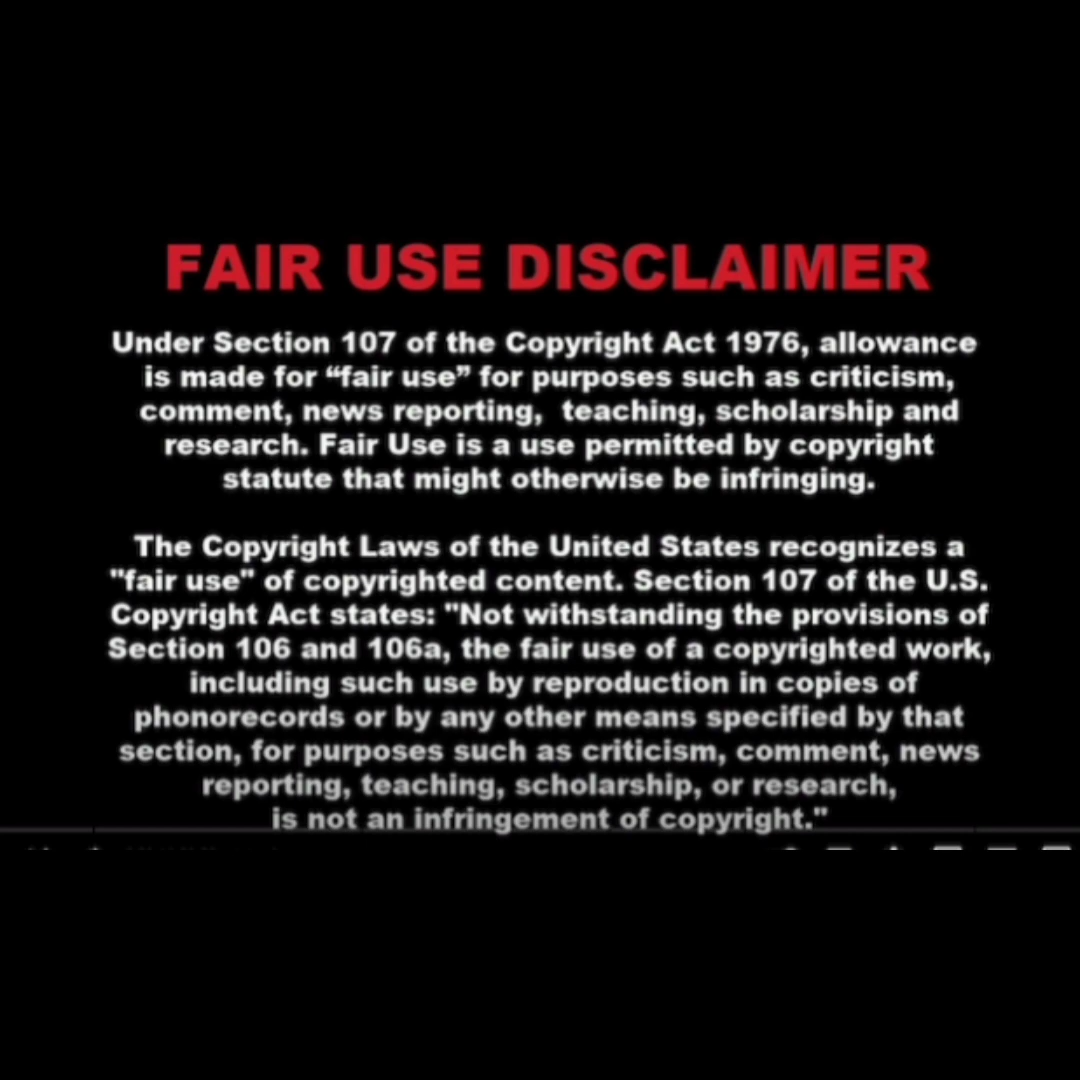 FAIR USE DISCLAIMER
Under Section 107 of the Copyright Act 1976, allowance
is made for “fair use” for purposes such as criticism,
comment, news reporting,  teaching, scholarship and
research. Fair Use is a use permitted by copyright
statute that might otherwise be infringing.
The Copyright Laws of the United States recognizes a
"fair use" of copyrighted content. Section 107 of the U.S.
Copyright Act states: "Not withstanding the provisions of
Section 106 and 106a, the fair use of a copyrighted work,
including such use by reproduction in copies of
phonorecords or by any other means specified by that
section, for purposes such as criticism, comment, news
reporting, teaching, scholarship, or research,
is not an infringement of copyright."